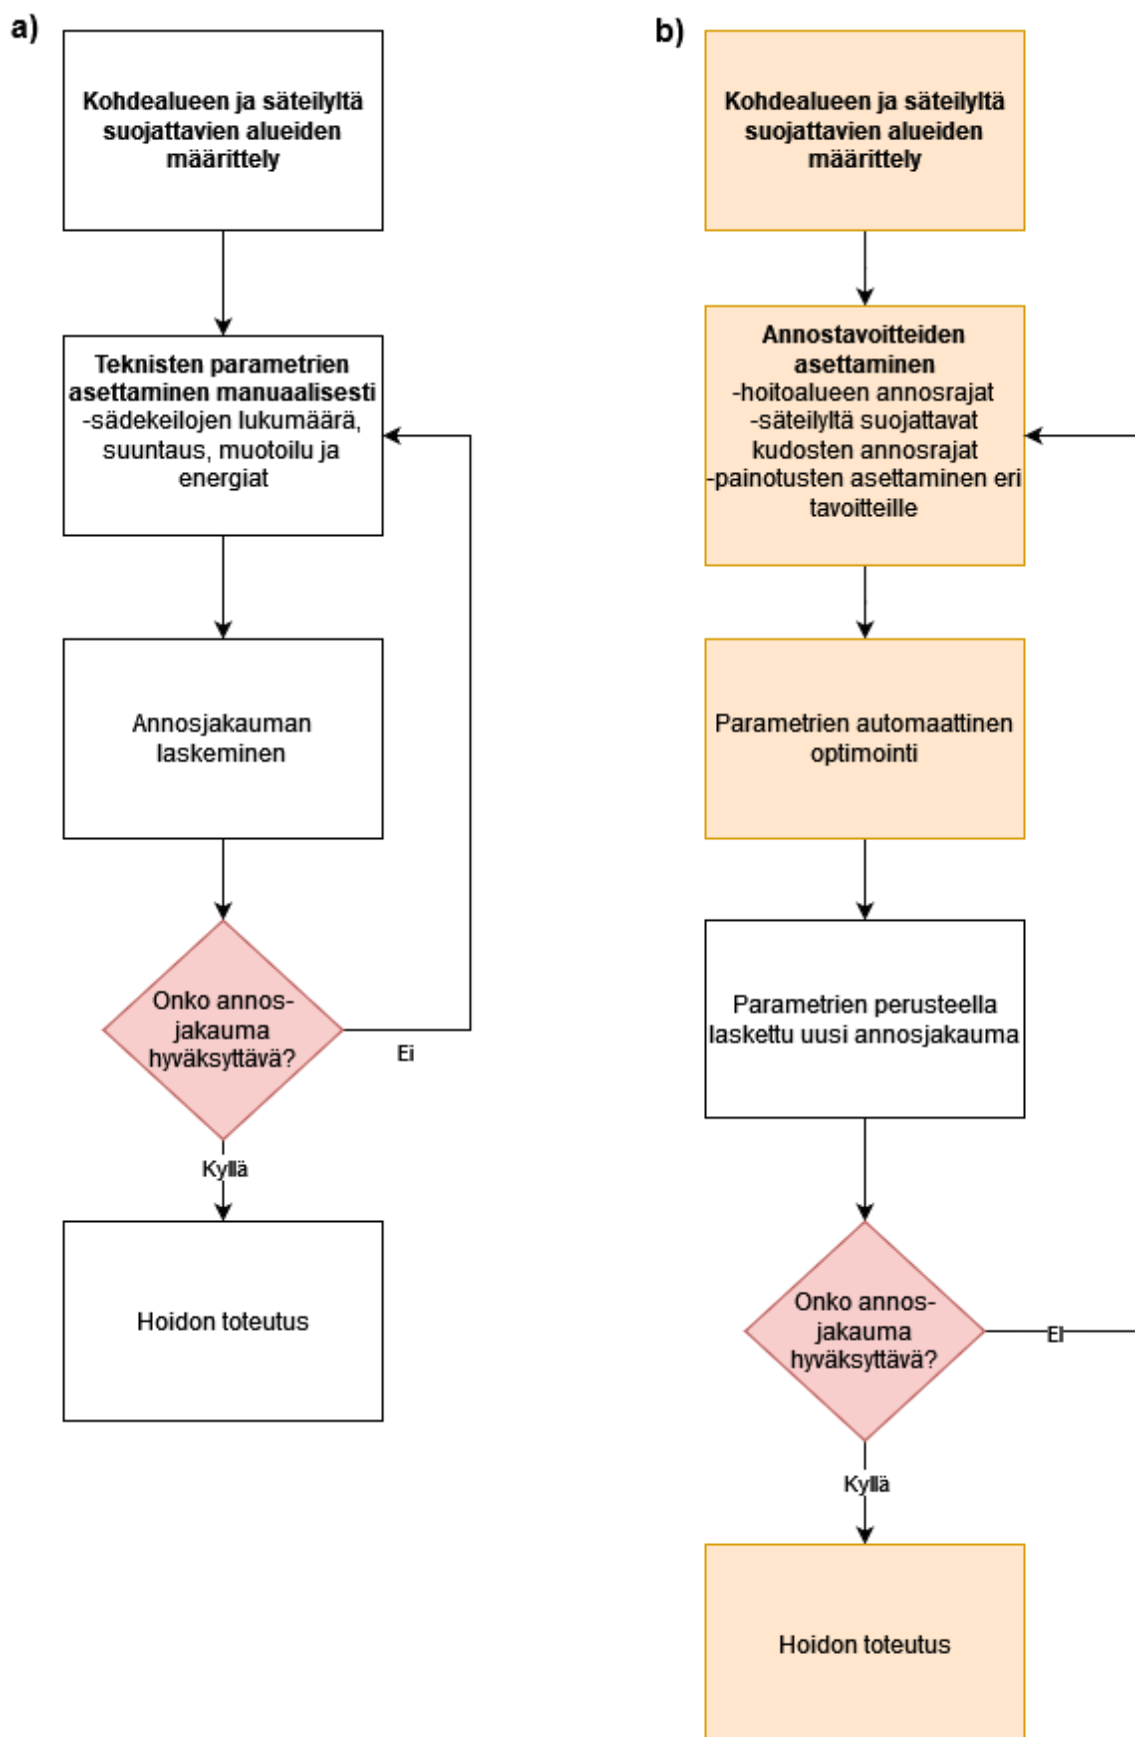 a)
Kohdealueen ja säteilyltä
suojattavien alueiden
määrittely
Teknisten parametrien
asettaminen manuaalisesti
-sädekeilojen lukumäärä,
suuntaus, muotoilu ja
energiat
Annosjakauman
laskeminen
Onko annos-
jakauma
hyväksyttävä?
Ei
Kyllä
Hoidon toteutus
b)
Kohdealueen ja säteilyltä
suojattavien alueiden
määrittely
Annostavoitteiden
asettaminen
-hoitoalueen annosrajat
-säteilyltä suojattavat
kudosten annosrajat
-painotusten asettaminen eri
tavoitteille
Parametrien automaattinen
optimointi
Parametrien perusteella
laskettu uusi annosjakauma
Onko annos-
jakauma
hyväksyttävä?
EI
Kyllä
Hoidon toteutus